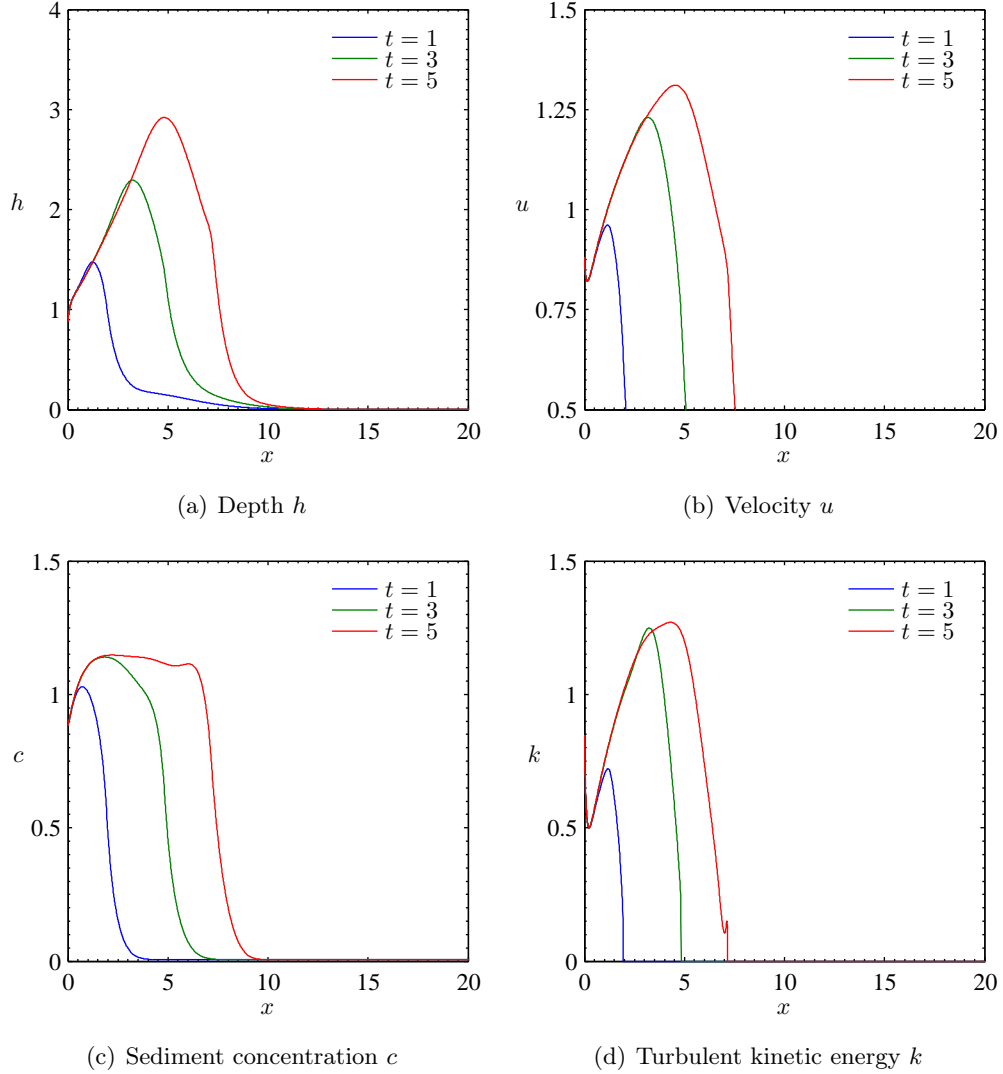 4
3
2
1
0
h
t = 1
t = 3
t = 5
0 5 10 15 20
x
(a) Depth h
1.5
1.25
1
0.75
0.5
u
t = 1
t = 3
t = 5
0 5 10 15 20
x
(b) Velocity u
1.5
1
0.5
0
c
t = 1
t = 3
t = 5
0 5 10 15 20
x
(c) Sediment concentration c
1.5
1
0.5
0
k
t = 1
t = 3
t = 5
0 5 10 15 20
x
(d) Turbulent kinetic energy k